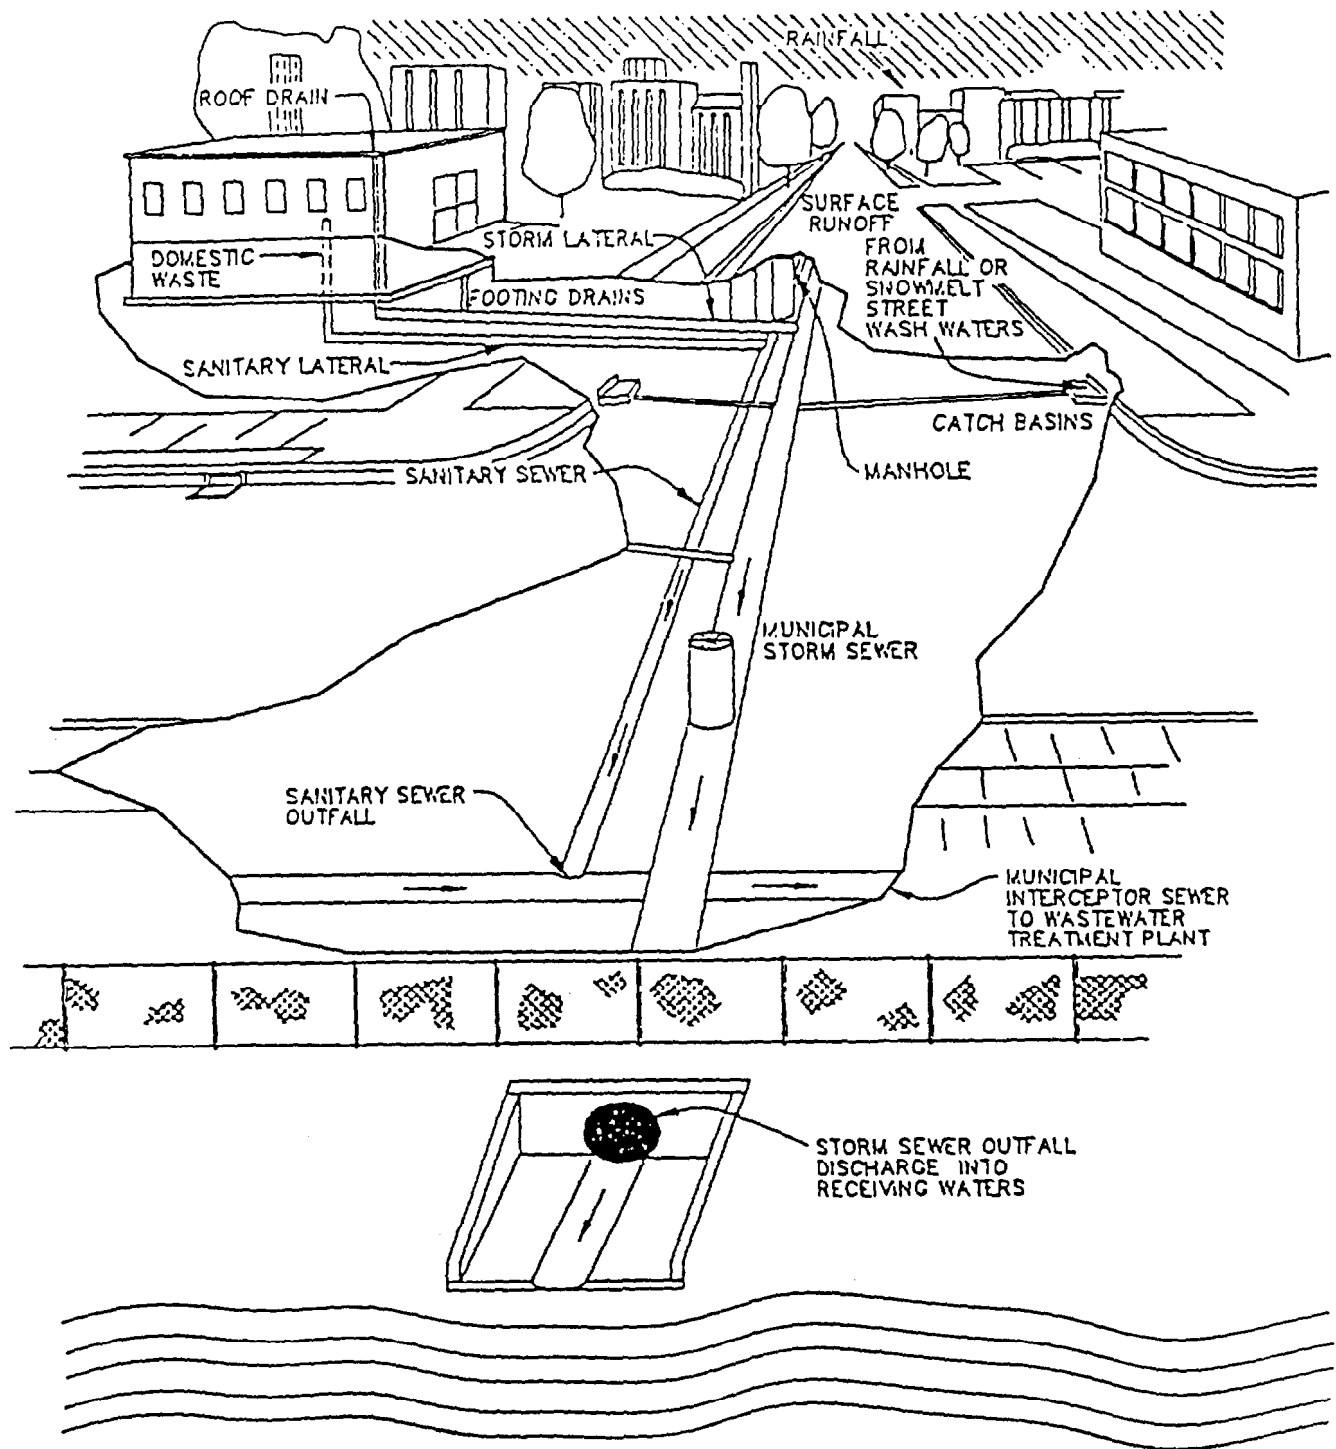 RAINFALL
ROOF DRAIN
SURFACE
RUNOFF
FROM
RAINFALL OR
SNOWMELT
STREET
WASH WATERS
STORM LATERAL
DOMESTIC
WASTE
FOOTING DRAINS
SANITARY LATERAL
CATCH BASINS
SANITARY SEWER
MANHOLE
MUNICIPAL
STORM SEWER
SANITARY SEWER
OUTFALL
MUNICIPAL
INTERCEPTOR SEWER
TO WASTEWATER
TREATMENT PLANT
STORM SEWER OUTFALL
DISCHARGE INTO
RECEIVING WATERS